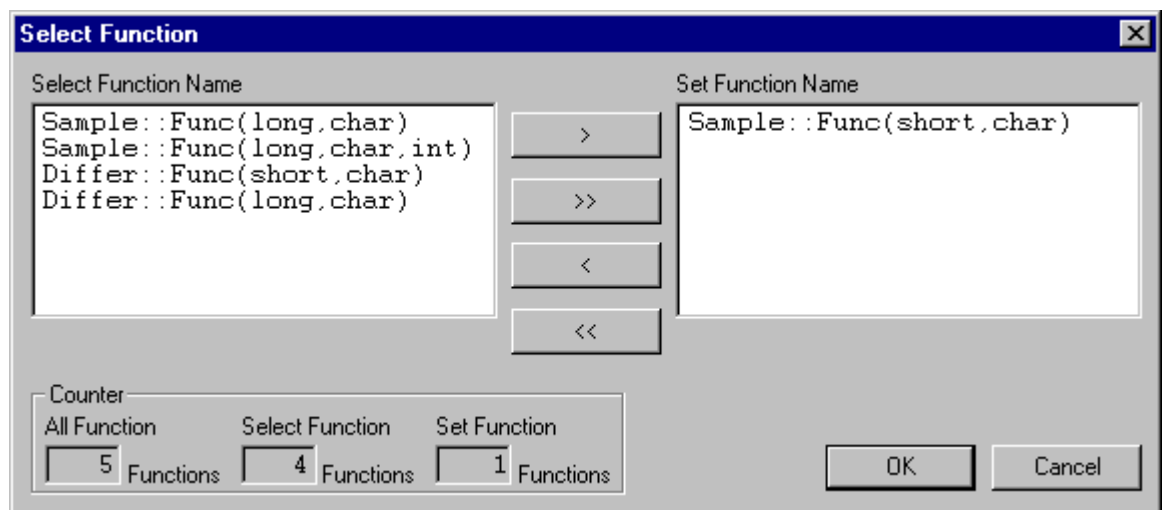 Select Function
Select Function Name
Set Function Name
Sample::Func(long,char)
Sample::Func(long,char,int)
Differ::Func(short,char)
Differ::Func(long,char)
>
>>
<
<<
Sample::Func(short,char)
Counter
All Function
Select Function
Set Function
5 Functions
4 Functions
1 Functions
OK
Cancel